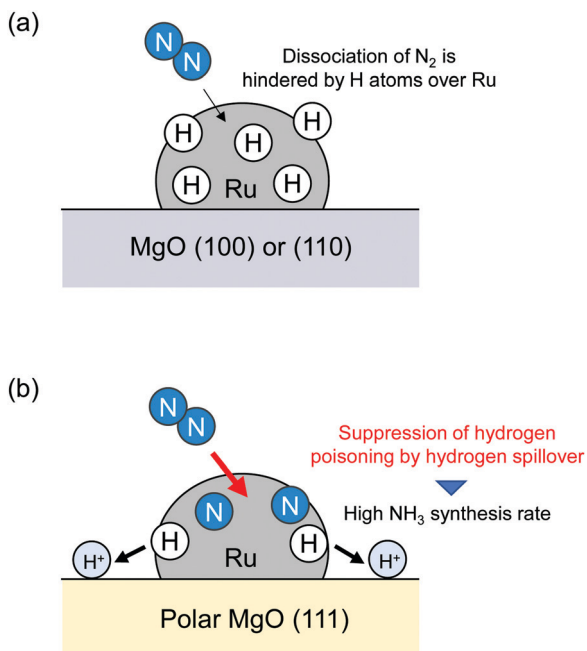 (a)
N
N
Dissociation of N₂ is
hindered by H atoms over Ru
H
H
H
H
H
Ru
MgO (100) or (110)
(b)
N
N
Suppression of hydrogen
poisoning by hydrogen spillover
High NH₃ synthesis rate
N
N
H
H
H⁺
Ru
H⁺
Polar MgO (111)